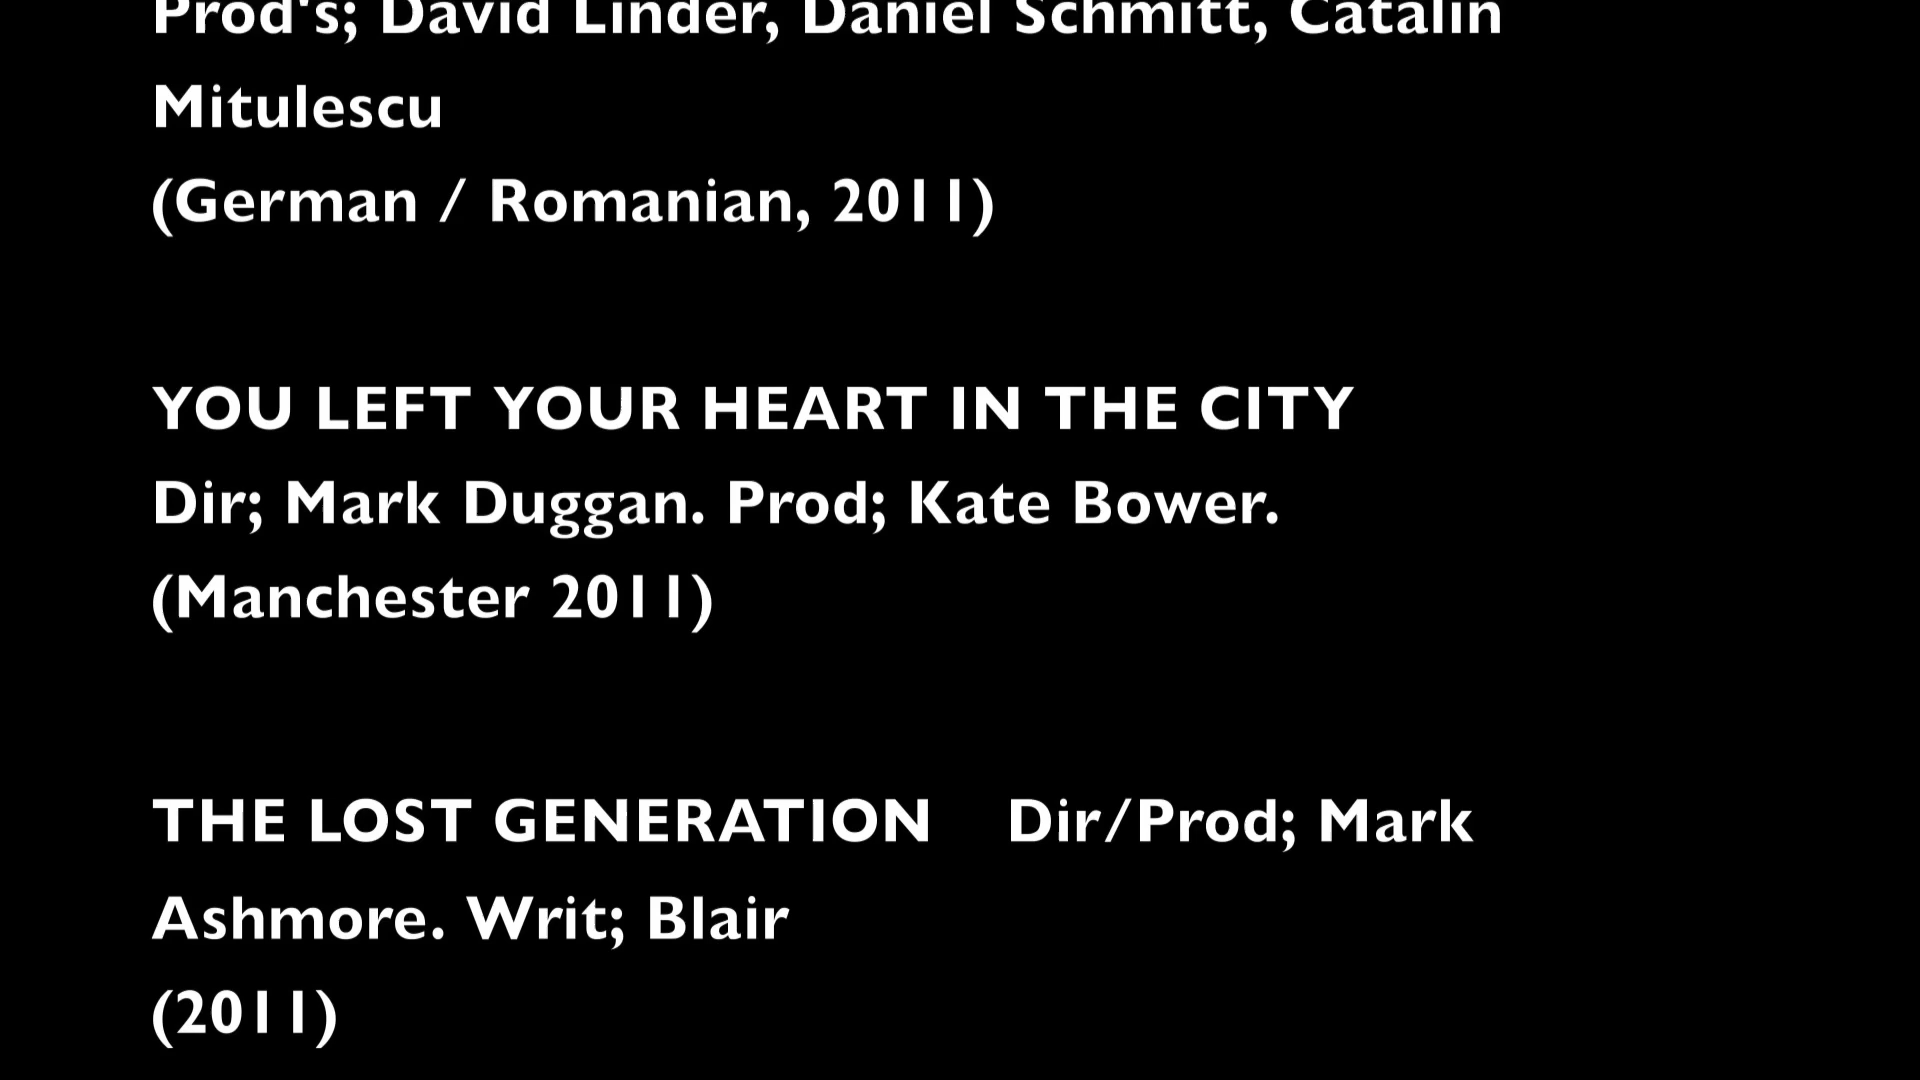 Prod's; David Linder, Daniel Schmitt, Catalin
Mitulescu
(German / Romanian, 2011)
YOU LEFT YOUR HEART IN THE CITY
Dir; Mark Duggan. Prod; Kate Bower.
(Manchester 2011)
THE LOST GENERATION    Dir/Prod; Mark
Ashmore. Writ; Blair
(2011)